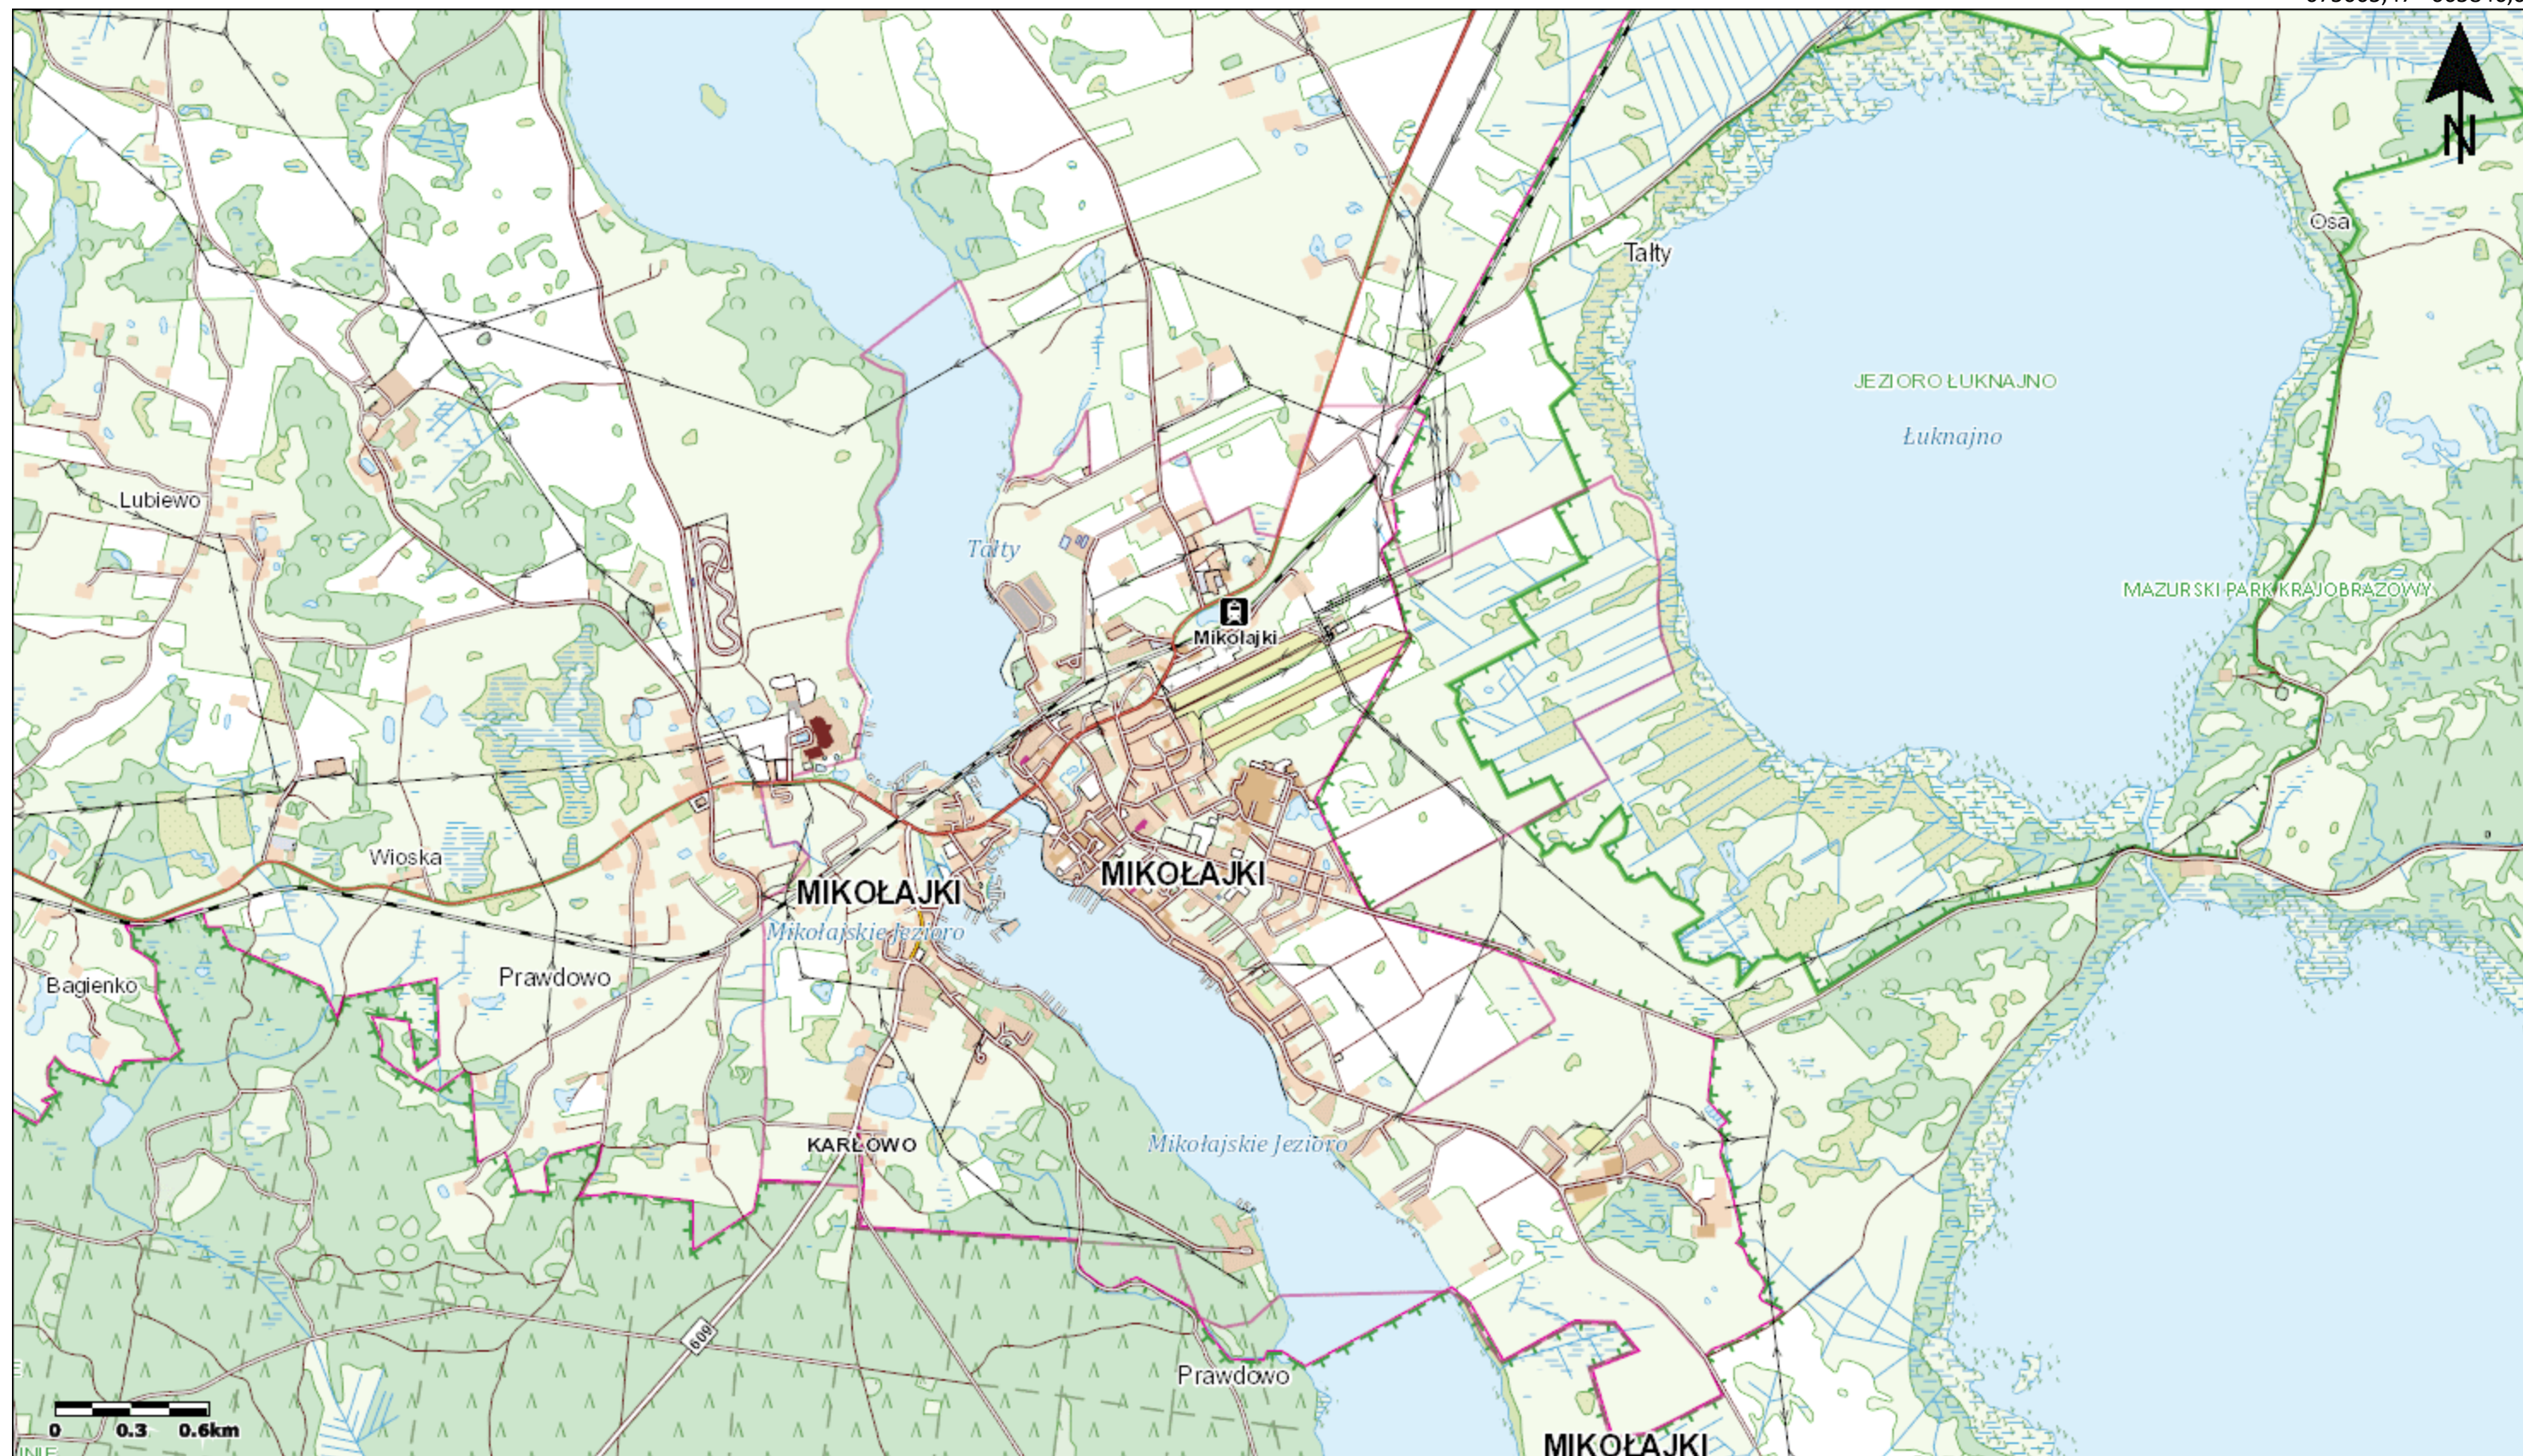 N
Osa
Tałty
JEZIORO ŁUKNAJNO
Łuknajno
Lubiewo
Tałty
MAZURSKI PARK KRAJOBRAZOWY
Mikołajki
Wioska
MIKOŁAJKI
MIKOŁAJKI
Mikołajskie Jezioro
Prawdowo
Bagienko
KARŁOWO
Mikołajskie Jezioro
609
Prawdowo
0 0.3 0.6km
MIKOŁAJKI